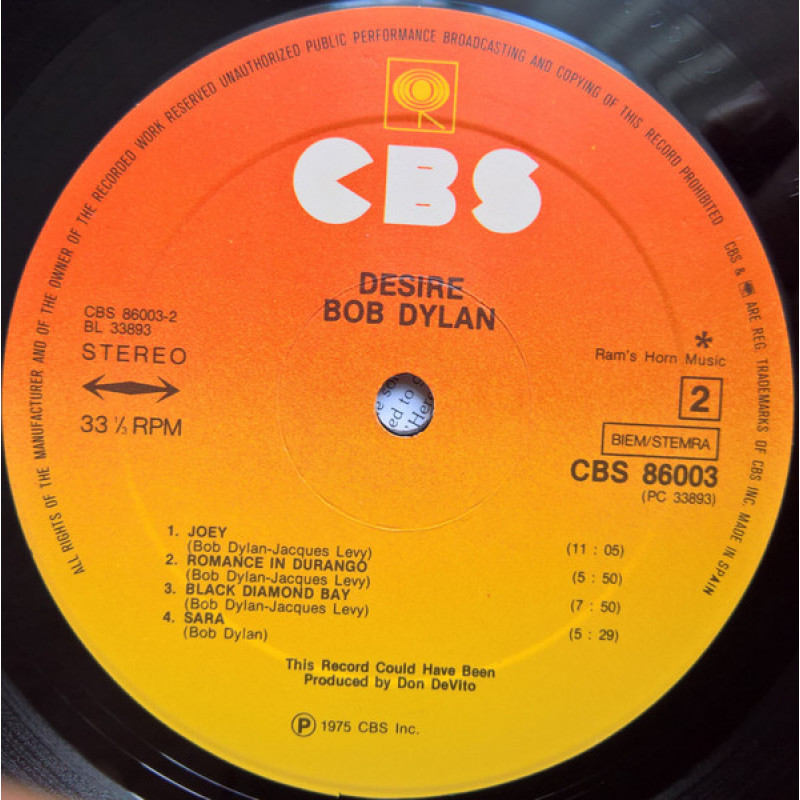 ALL RIGHTS OF THE MANUFACTURER AND OF THE OWNER OF THE RECORDED WORK RESERVED UNAUTHORIZED PUBLIC PERFORMANCE BROADCASTING AND COPYING OF THIS RECORD PROHIBITED
CBS & ARE REG. TRADEMARKS OF CBS INC. MADE IN SPAIN
CBS
DESIRE
BOB DYLAN
CBS 86003-2
BL 33893
STEREO
33 ⅓ RPM
*
Ram's Horn Music
2
BIEM/STEMRA
CBS 86003
(PC 33893)
1. JOEY
(Bob Dylan-Jacques Levy) (11 : 05)
2. ROMANCE IN DURANGO
(Bob Dylan-Jacques Levy) (5 : 50)
3. BLACK DIAMOND BAY
(Bob Dylan-Jacques Levy) (7 : 50)
4. SARA
(Bob Dylan) (5 : 29)
This Record Could Have Been
Produced by Don DeVito
Ⓟ 1975 CBS Inc.